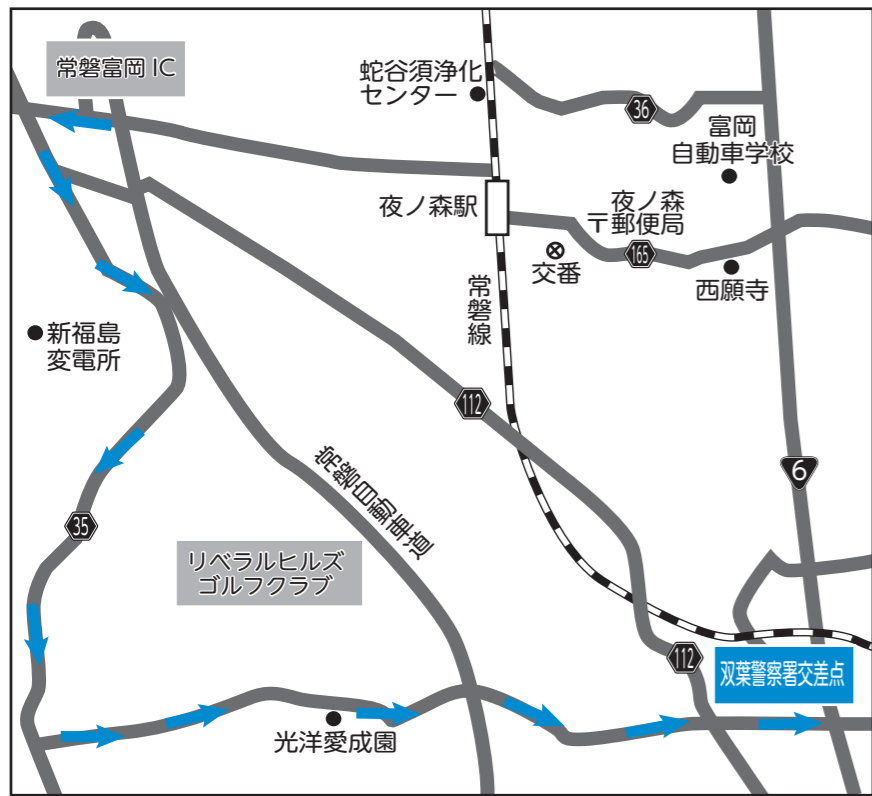 常磐富岡 IC
蛇谷須浄化
センター
36
富岡
自動車学校
夜ノ森駅
夜ノ森
〒郵便局
165
交番
西願寺
常磐線
新福島
変電所
112
6
常磐自動車道
35
リベラルヒルズ
ゴルフクラブ
112
双葉警察署交差点
光洋愛成園